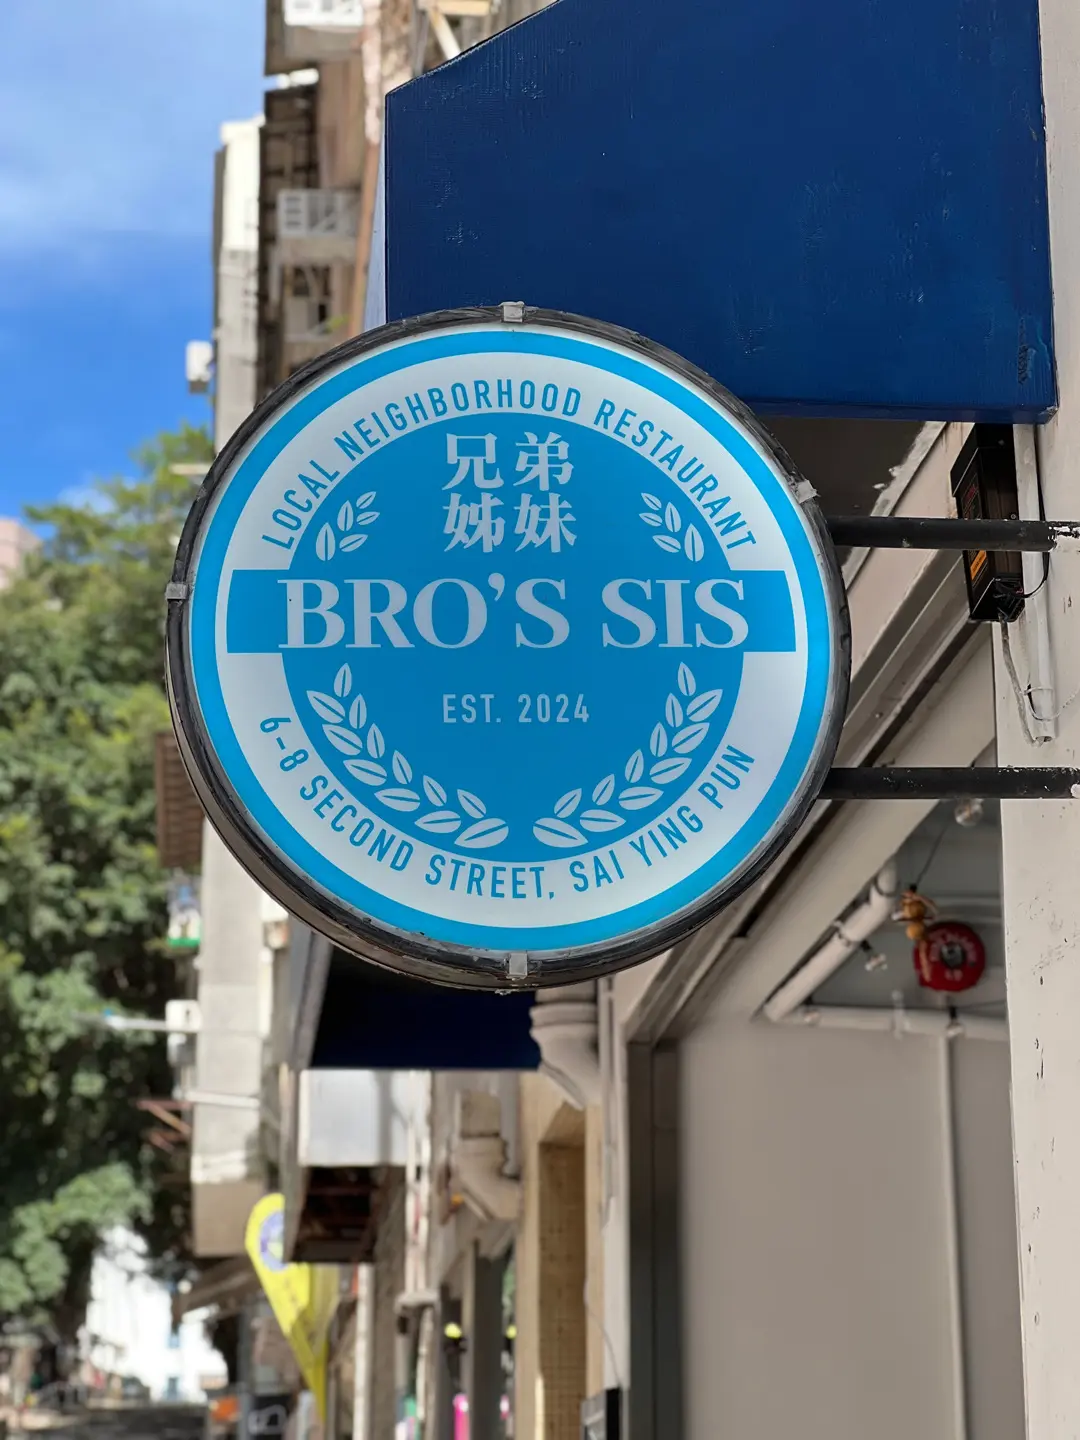 LOCAL NEIGHBORHOOD RESTAURANT
兄弟
姊妹
BRO'S SIS
EST. 2024
6-8 SECOND STREET, SAI YING PUN